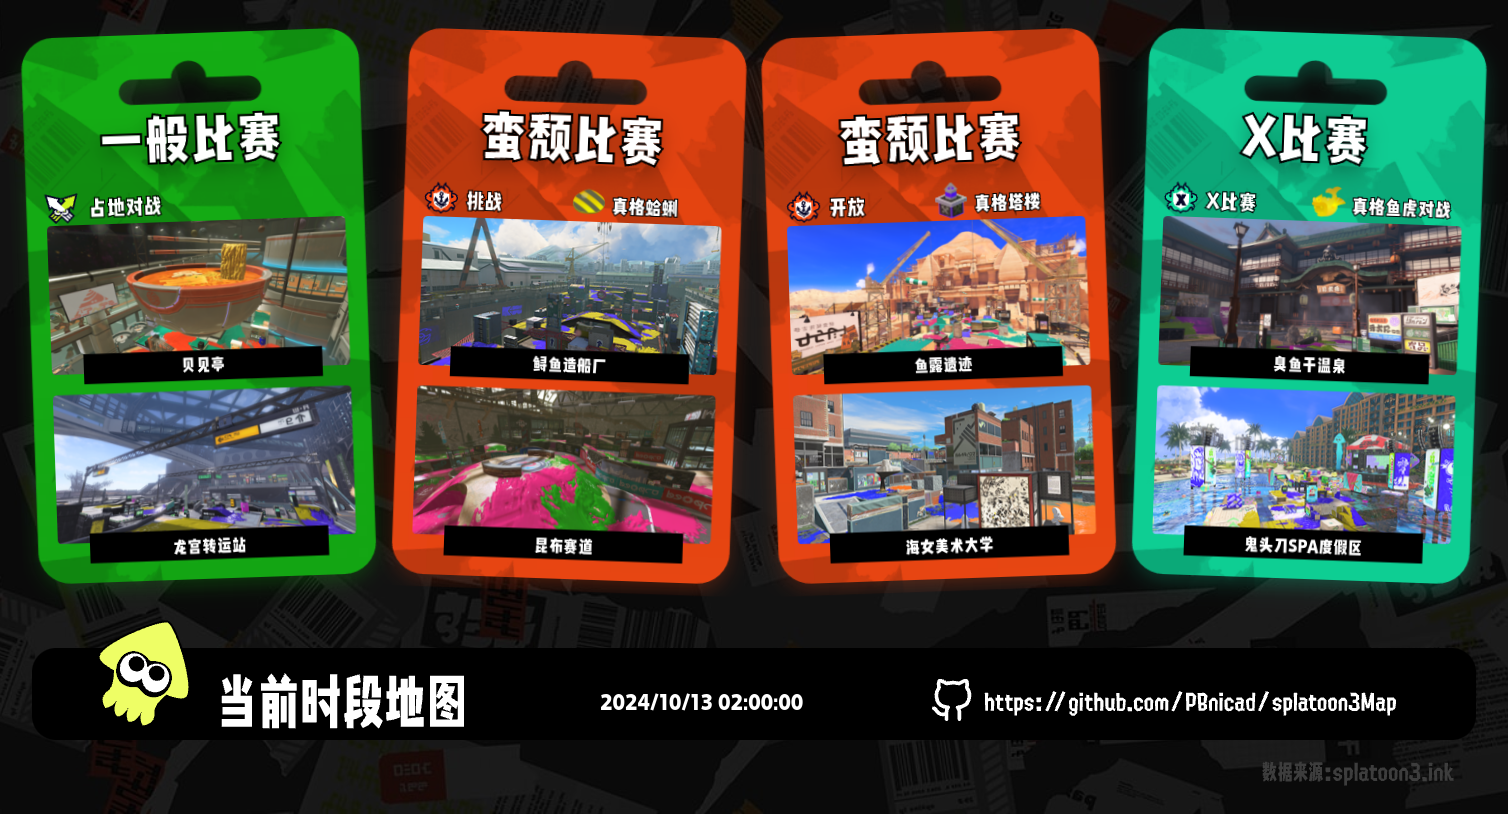 一般比赛
占地对战
贝见亭
龙宫转运站
蛮颓比赛
挑战
真格蛤蜊
鲟鱼造船厂
昆布赛道
蛮颓比赛
开放
真格塔楼
鱼露遗迹
海女美术大学
X比赛
X比赛
真格鱼虎对战
臭鱼干温泉
鬼头刀SPA度假区
当前时段地图
2024/10/13 02:00:00
https://github.com/PBnicad/splatoon3Map
数据来源:splatoon3.ink